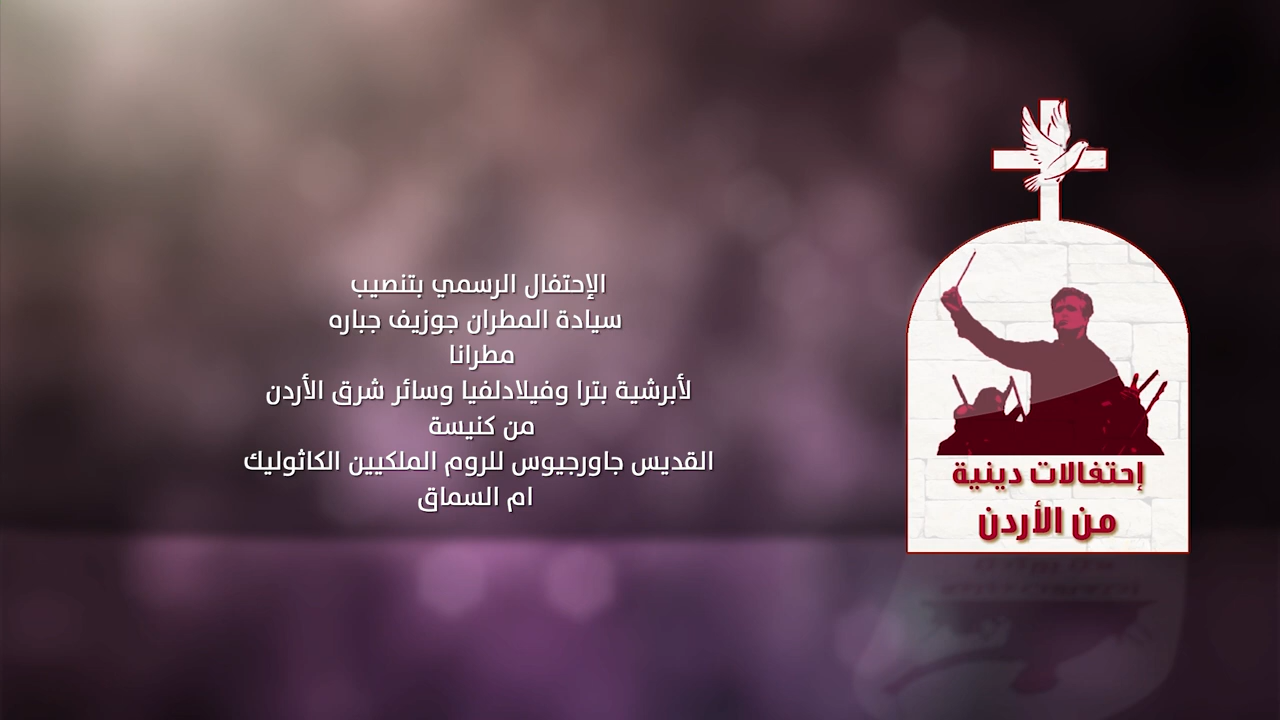 الإحتفال الرسمي بتنصيب
سيادة المطران جوزيف جباره
مطرانا
لأبرشية بترا وفيلادلفيا وسائر شرق الأردن
من كنيسة
القديس جاورجيوس للروم الملكيين الكاثوليك
ام السماق
إحتفالات دينية
من الأردن